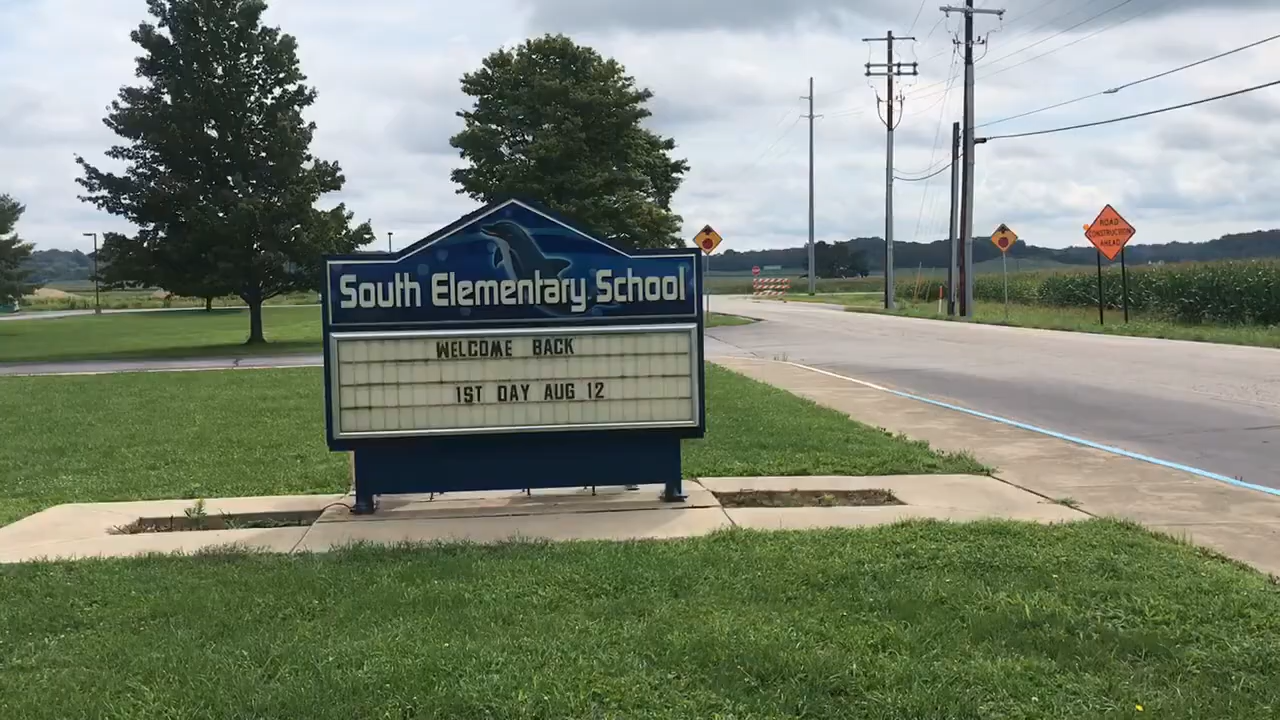 South Elementary School
WELCOME BACK
1ST DAY AUG 12
ROAD
CONSTRUCTION
AHEAD